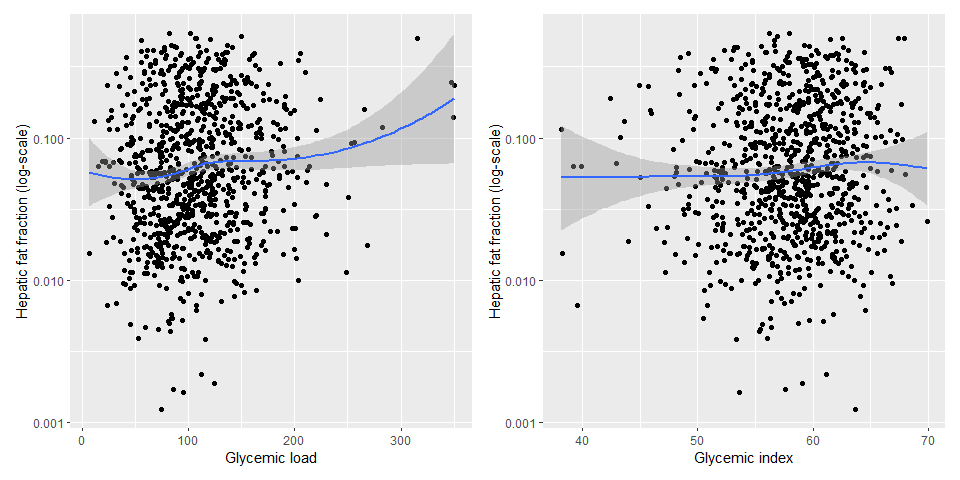 Hepatic fat fraction (log-scale)
0.100
0.010
0.001
0 100 200 300
Glycemic load
Hepatic fat fraction (log-scale)
0.100
0.010
0.001
40 50 60 70
Glycemic index